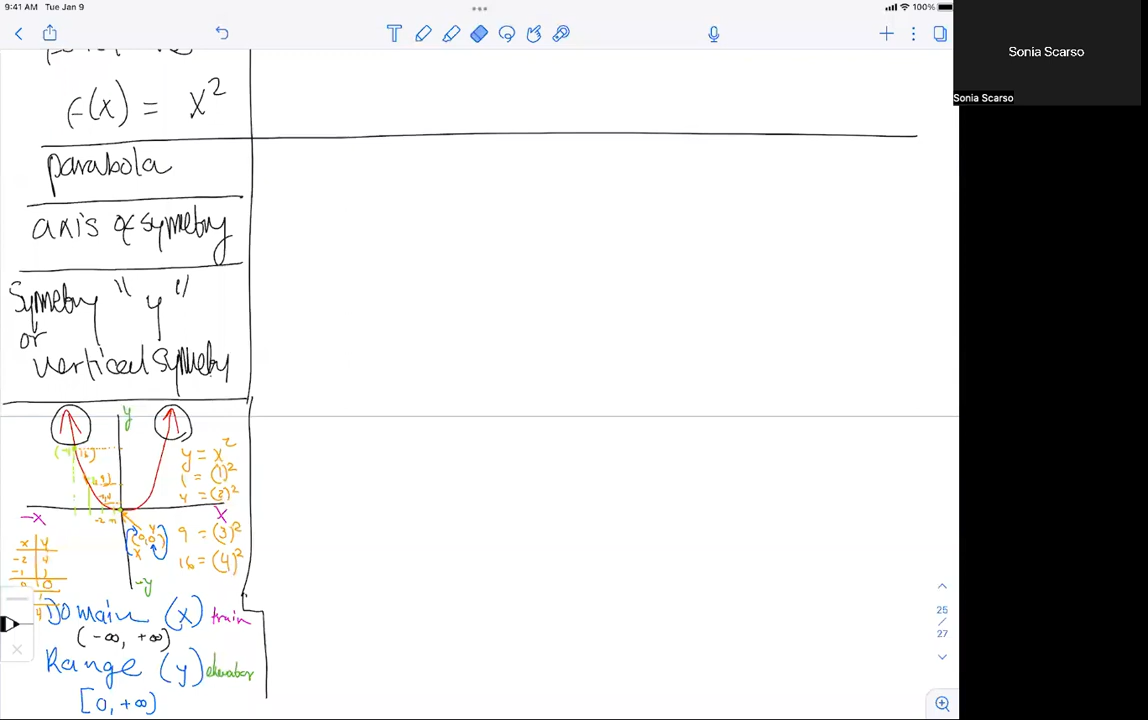 9:41 AM Tue Jan 9
100%
Sonia Scarso
Sonia Scarso
f(x) = x²
parabola
axis of symmetry
Symmetry "y"
or
vertical symmetry
y
y = x²
1 = (1)²
4 = (2)²
-x
x
(0,0)
9 = (3)²
16 = (4)²
x y
-2 4
-1 1
0 0
1
4
-y
Domain (x) train
(-∞, +∞)
Range (y) elevator
[0, +∞)
25
/
27